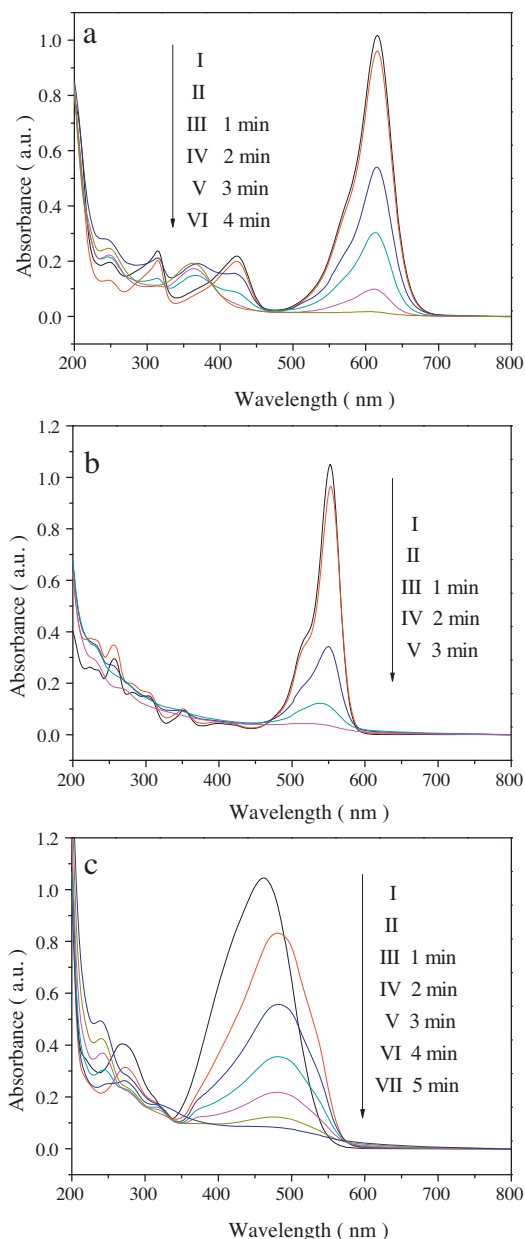 a
I
II
III 1 min
IV 2 min
V 3 min
VI 4 min
1.0
0.8
0.6
0.4
0.2
0.0
Absorbance ( a.u. )
200 300 400 500 600 700 800
Wavelength ( nm )
b
I
II
III 1 min
IV 2 min
V 3 min
1.2
1.0
0.8
0.6
0.4
0.2
0.0
Absorbance ( a.u. )
200 300 400 500 600 700 800
Wavelength ( nm )
c
I
II
III 1 min
IV 2 min
V 3 min
VI 4 min
VII 5 min
1.2
1.0
0.8
0.6
0.4
0.2
0.0
Absorbance ( a.u. )
200 300 400 500 600 700 800
Wavelength ( nm )